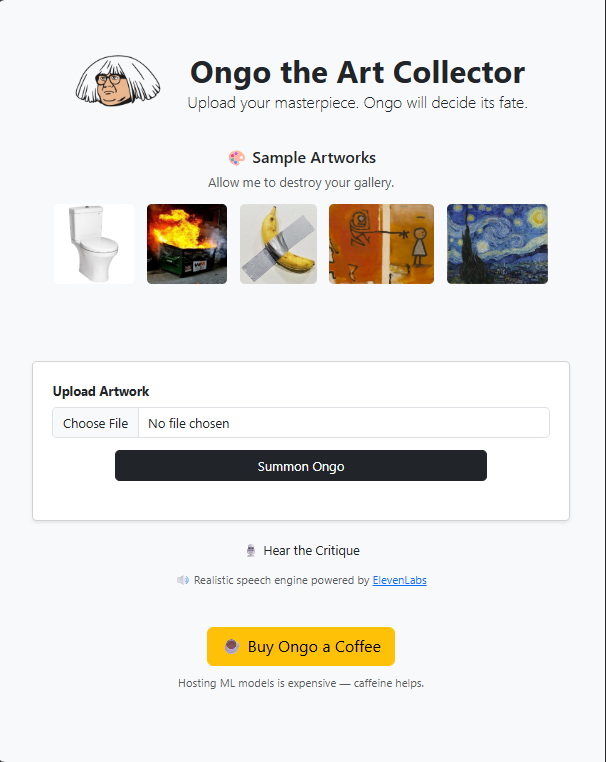 Ongo the Art Collector
Upload your masterpiece. Ongo will decide its fate.
🎨 Sample Artworks
Allow me to destroy your gallery.
Upload Artwork
Choose File No file chosen
Summon Ongo
Hear the Critique
🔊 Realistic speech engine powered by ElevenLabs
Buy Ongo a Coffee
Hosting ML models is expensive — caffeine helps.